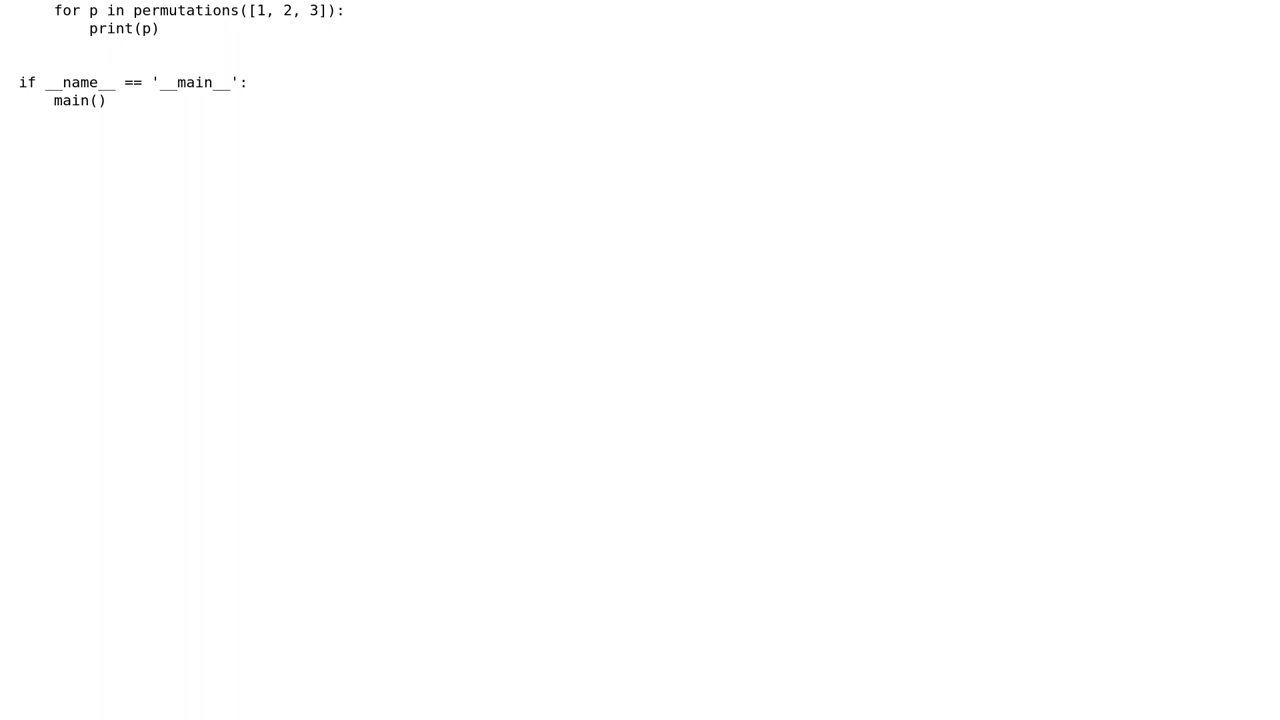 for p in permutations([1, 2, 3]):
        print(p)


if __name__ == '__main__':
    main()